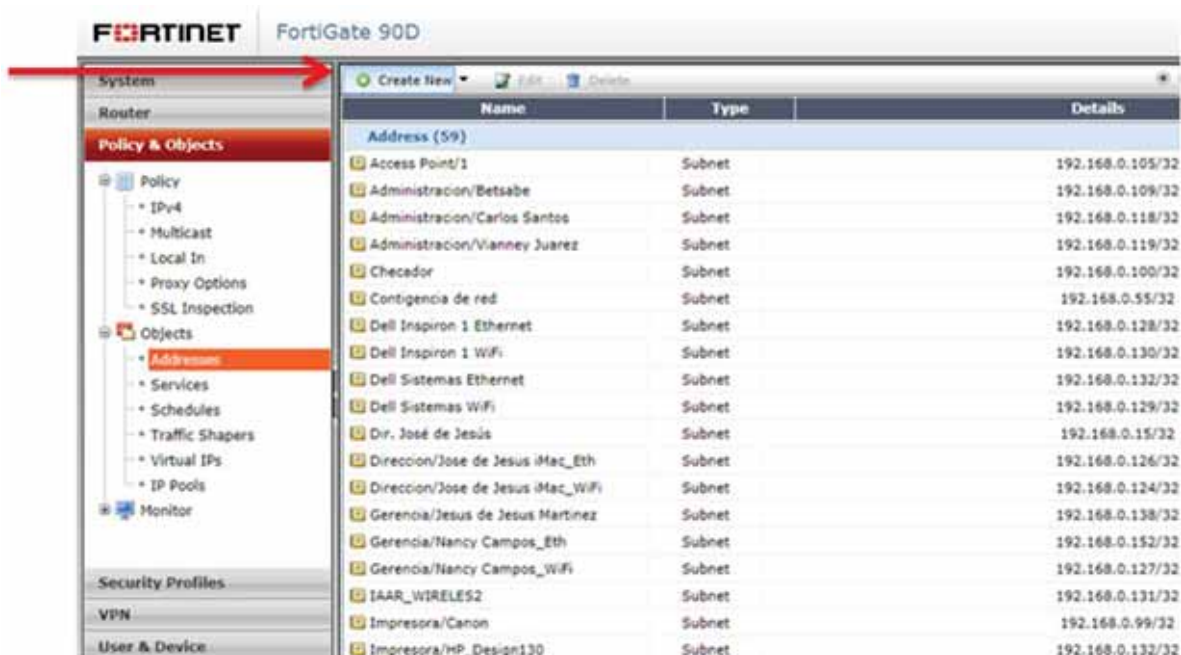 FORTINET FortiGate 90D
System
Router
Policy & Objects
Policy
IPv4
Multicast
Local In
Proxy Options
SSL Inspection
Objects
Addresses
Services
Schedules
Traffic Shapers
Virtual IPs
IP Pools
Monitor
Security Profiles
VPN
User & Device
Create New Edit Delete
Name Type Details
Address (59)
Access Point/1 Subnet 192.168.0.105/32
Administracion/Betsabe Subnet 192.168.0.109/32
Administracion/Carlos Santos Subnet 192.168.0.118/32
Administracion/Vianney Juarez Subnet 192.168.0.119/32
Checador Subnet 192.168.0.100/32
Contigencia de red Subnet 192.168.0.55/32
Dell Inspiron 1 Ethernet Subnet 192.168.0.128/32
Dell Inspiron 1 WiFi Subnet 192.168.0.130/32
Dell Sistemas Ethernet Subnet 192.168.0.132/32
Dell Sistemas WiFi Subnet 192.168.0.129/32
Dir. José de Jesús Subnet 192.168.0.15/32
Direccion/Jose de Jesus iMac_Eth Subnet 192.168.0.126/32
Direccion/Jose de Jesus iMac_WiFi Subnet 192.168.0.124/32
Gerencia/Jesus de Jesus Martinez Subnet 192.168.0.138/32
Gerencia/Nancy Campos_Eth Subnet 192.168.0.152/32
Gerencia/Nancy Campos_WiFi Subnet 192.168.0.127/32
IAAR_WIRELES2 Subnet 192.168.0.131/32
Impresora/Canon Subnet 192.168.0.99/32
Impresora/HP_Design130 Subnet 192.168.0.132/32